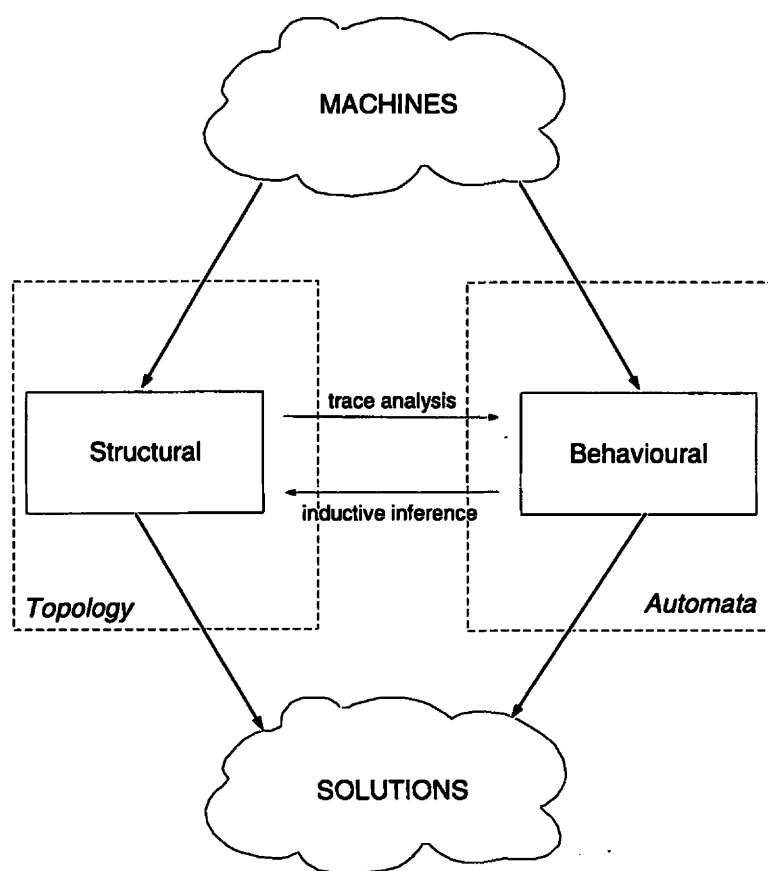 MACHINES
trace analysis
Structural
Behavioural
inductive inference
Topology
Automata
SOLUTIONS